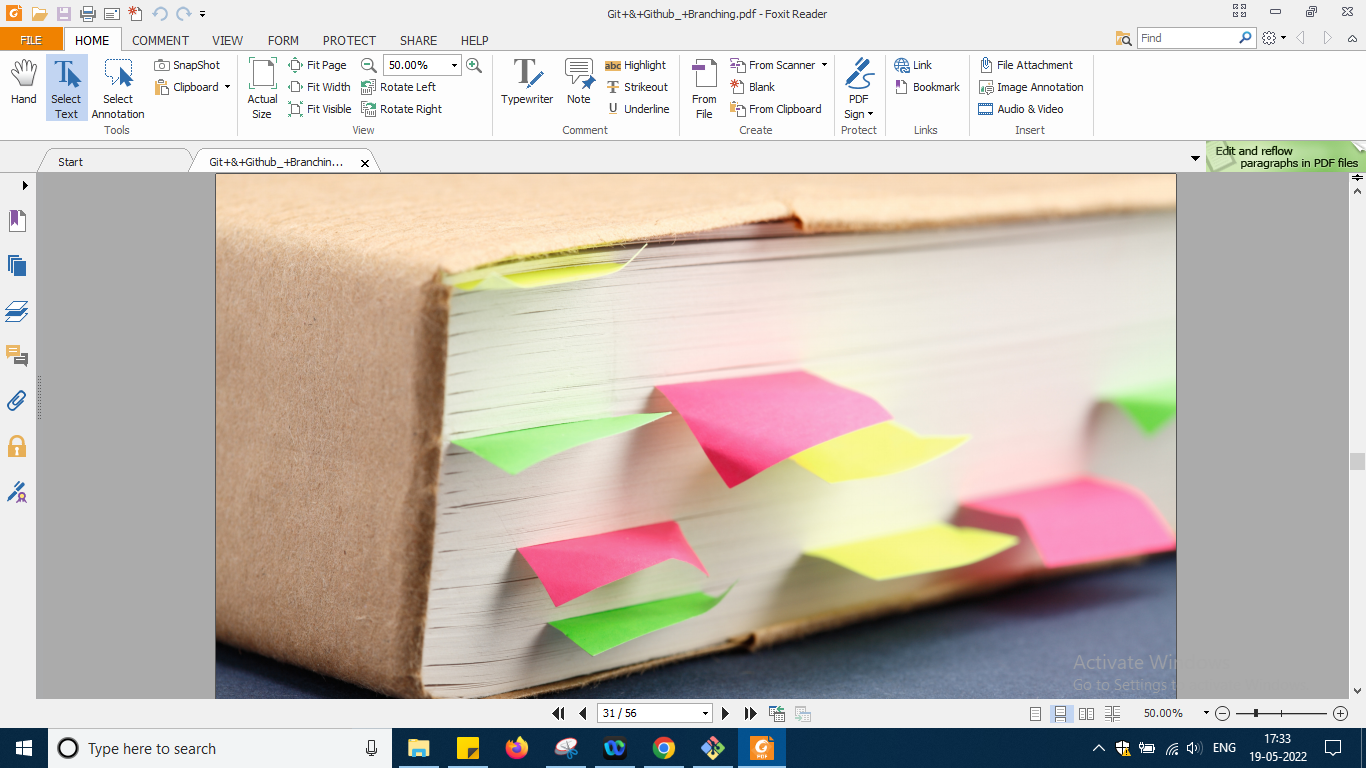 Git+&+Github_+Branching.pdf - Foxit Reader
FILE HOME COMMENT VIEW FORM PROTECT SHARE HELP
Find
Hand
Select
Text
Select
Annotation
SnapShot
Clipboard
Tools
Actual
Size
Fit Page
Fit Width
Fit Visible
50.00%
Rotate Left
Rotate Right
View
Typewriter
Note
abc Highlight
T Strikeout
U Underline
Comment
From
File
From Scanner
Blank
From Clipboard
Create
PDF
Sign
Protect
Link
Bookmark
Links
File Attachment
Image Annotation
Audio & Video
Insert
Start
Git+&+Github_+Branchin...
Edit and reflow
paragraphs in PDF files
Activate Win
Go to Settings
31 / 56
50.00%
Type here to search
PDF
ENG
17:33
19-05-2022